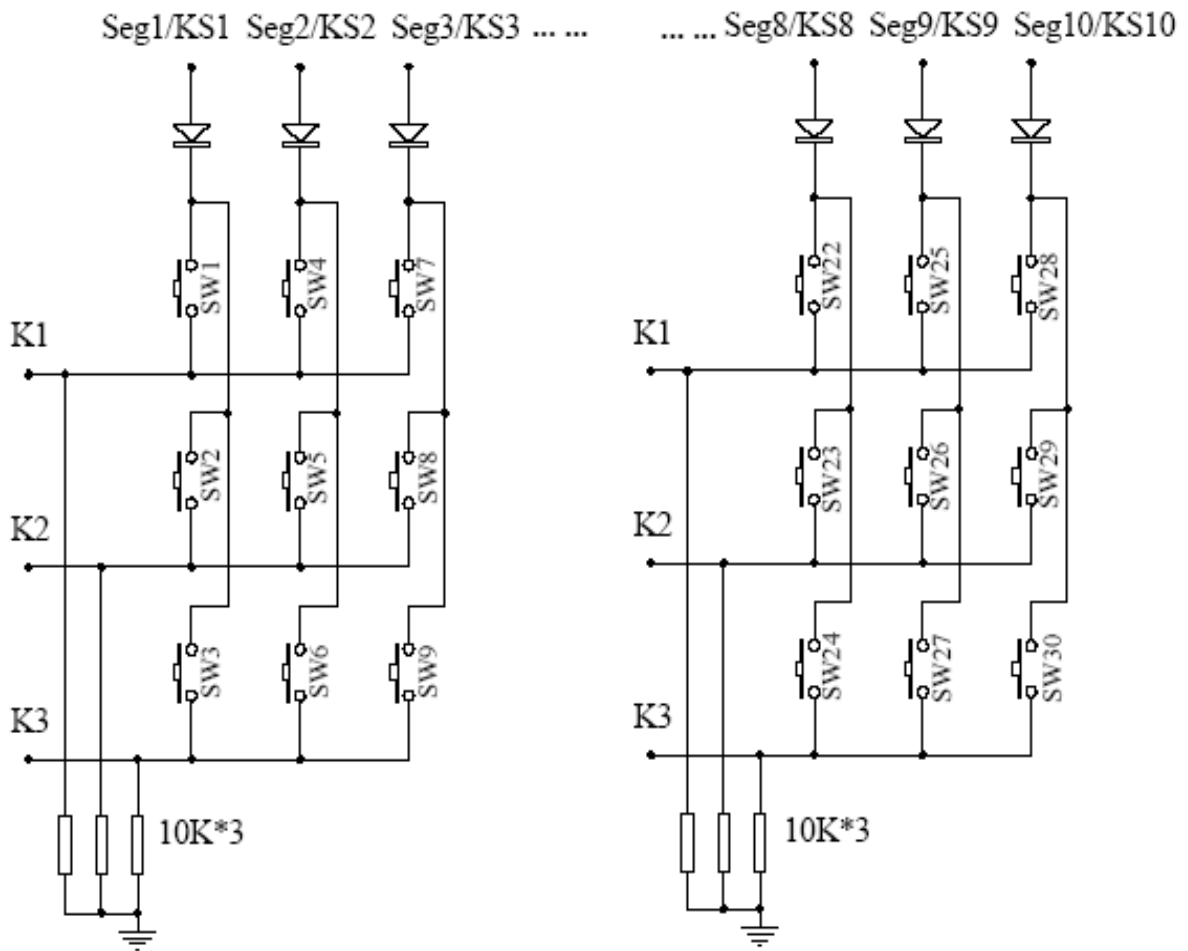 Seg1/KS1 Seg2/KS2 Seg3/KS3 ... ... ... ... Seg8/KS8 Seg9/KS9 Seg10/KS10
SW1 SW4 SW7 SW22 SW25 SW28
K1 K1
SW2 SW5 SW8 SW23 SW26 SW29
K2 K2
SW3 SW6 SW9 SW24 SW27 SW30
K3 K3
10K*3 10K*3